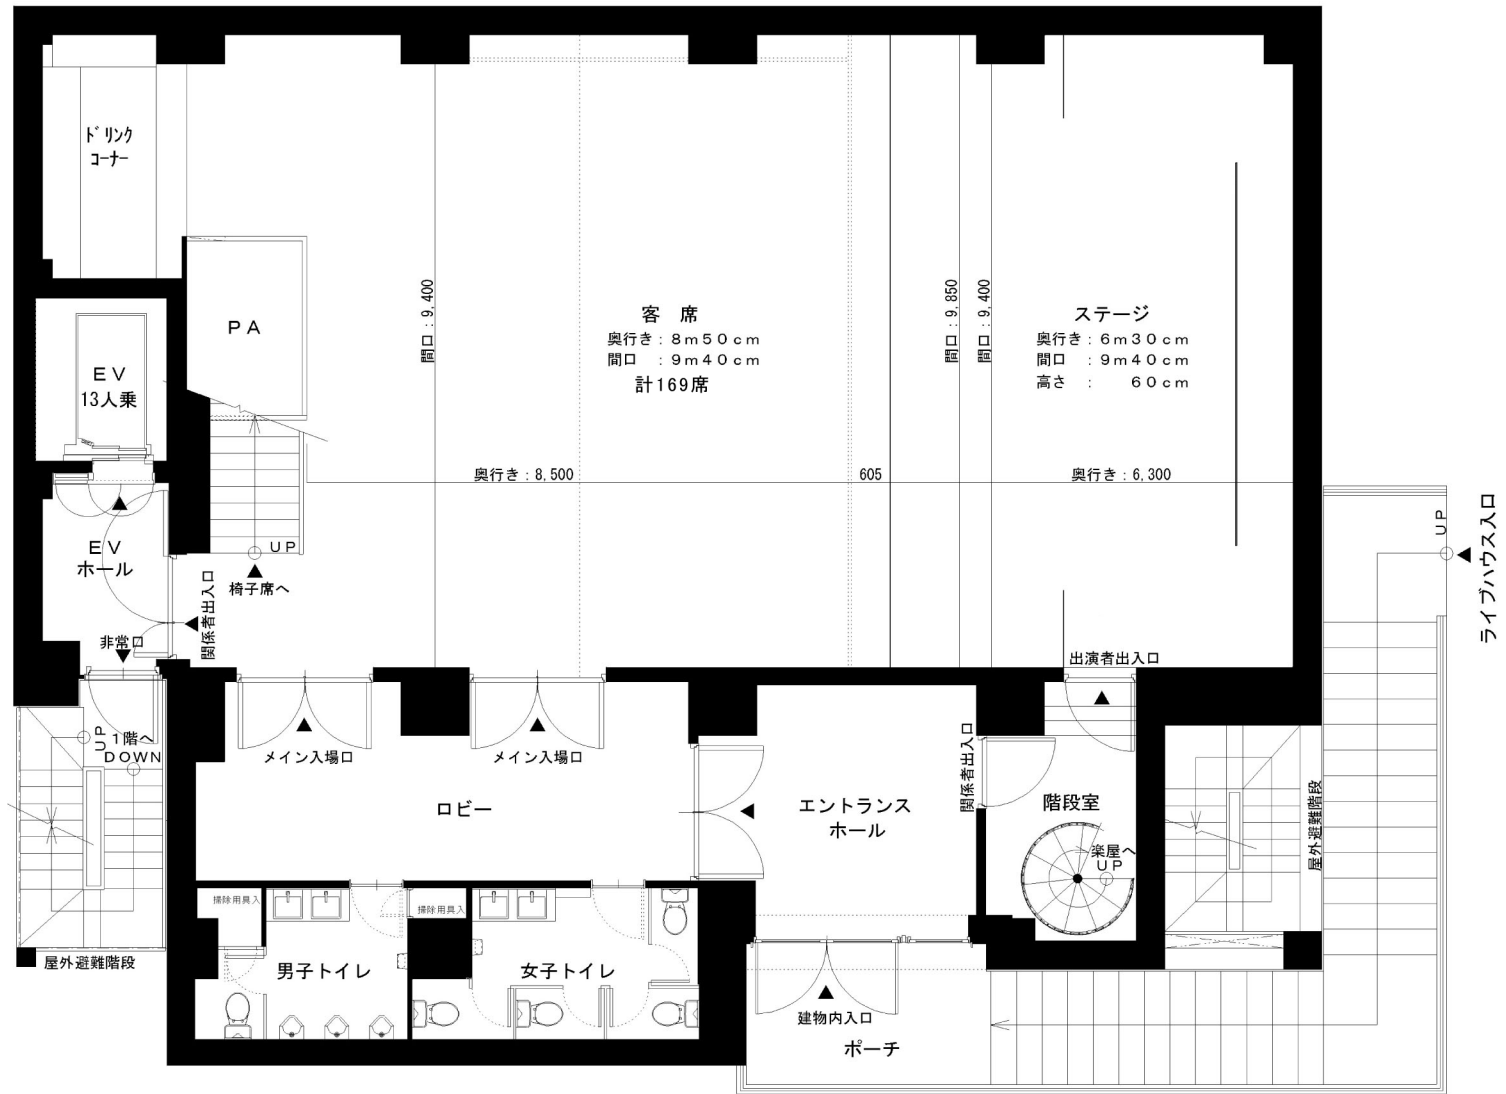 ドリンク
コーナー
PA
EV
13人乗
間口：9,400
客 席
奥行き：8m50cm
間口　：9m40cm
計169席
間口：9,850
間口：9,400
ステージ
奥行き：6m30cm
間口　：9m40cm
高さ　：　60cm
奥行き：8,500
605
奥行き：6,300
EV
ホール
UP
椅子席へ
関係者出入口
非常口
UP
ライブハウス入口
出演者出入口
UP
1階へ
DOWN
メイン入場口
メイン入場口
ロビー
エントランス
ホール
関係者出入口
階段室
楽屋へ
UP
屋外避難階段
掃除用具入
掃除用具入
屋外避難階段
男子トイレ
女子トイレ
建物内入口
ポーチ